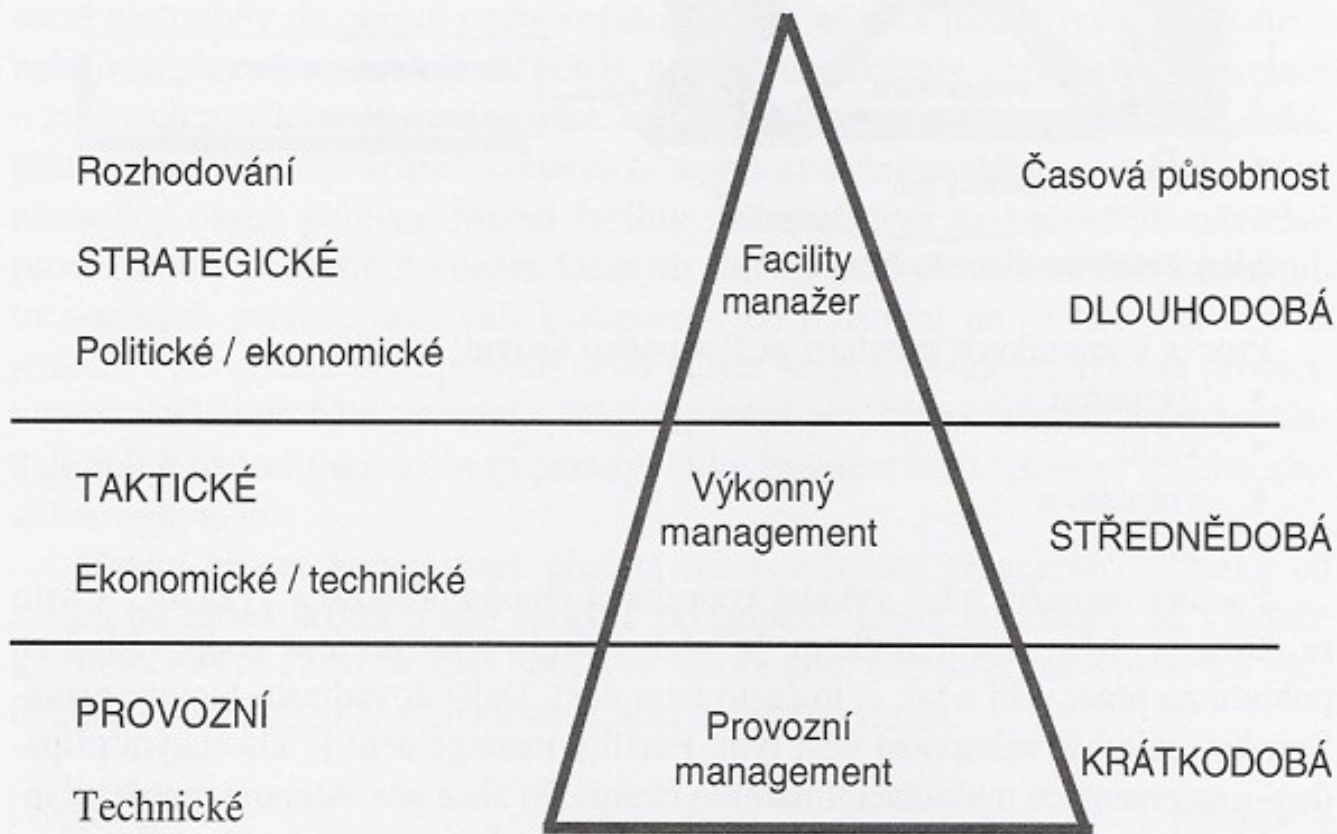 Rozhodování
Časová působnost
STRATEGICKÉ
Facility
manažer
DLOUHODOBÁ
Politické / ekonomické
TAKTICKÉ
Výkonný
management
STŘEDNĚDOBÁ
Ekonomické / technické
PROVOZNÍ
Provozní
management
KRÁTKODOBÁ
Technické